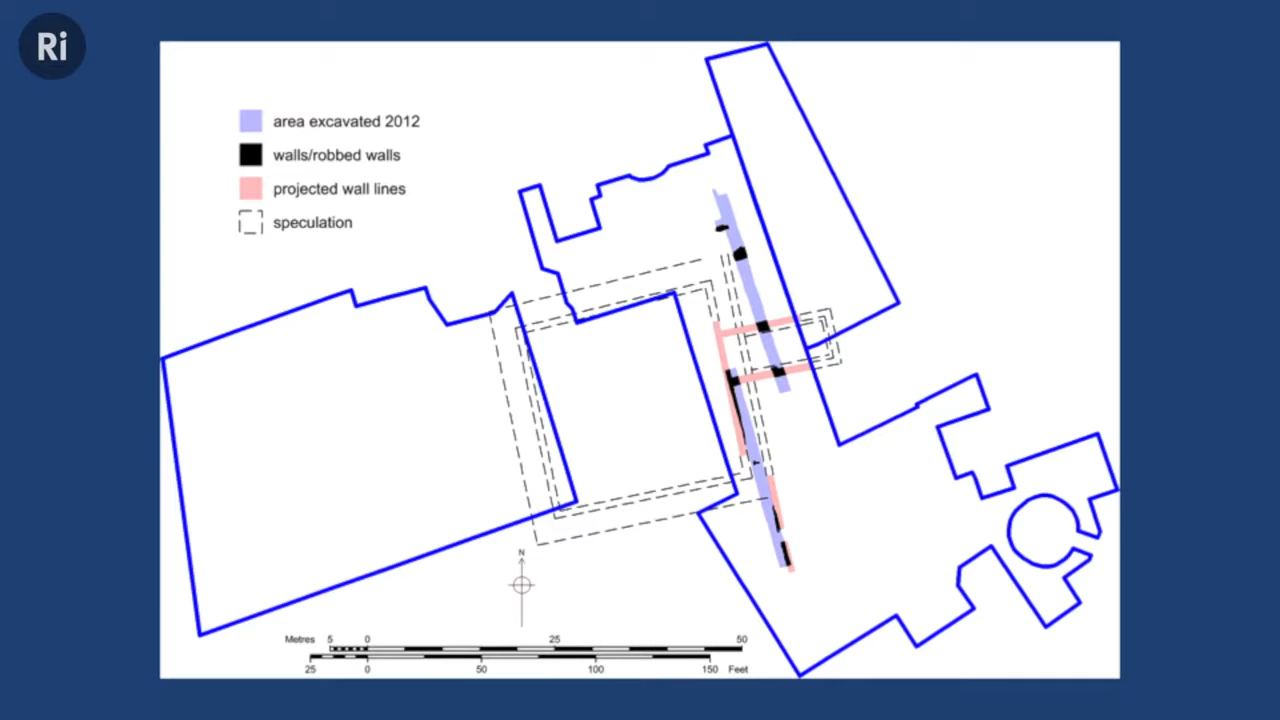 Ri
area excavated 2012
walls/robbed walls
projected wall lines
speculation
N
Metres 5 0 25 50
25 0 50 100 150 Feet